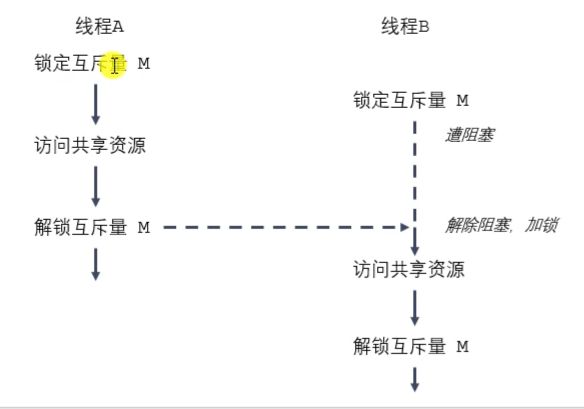 线程A
线程B
锁定互斥量 M
锁定互斥量 M
遭阻塞
访问共享资源
解锁互斥量 M
解除阻塞，加锁
访问共享资源
解锁互斥量 M